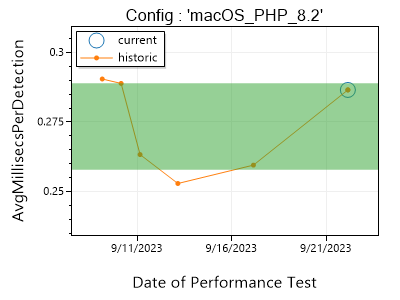 Config : 'macOS_PHP_8.2'
current
historic
AvgMillisecsPerDetection
0.3
0.275
0.25
9/11/2023
9/16/2023
9/21/2023
Date of Performance Test